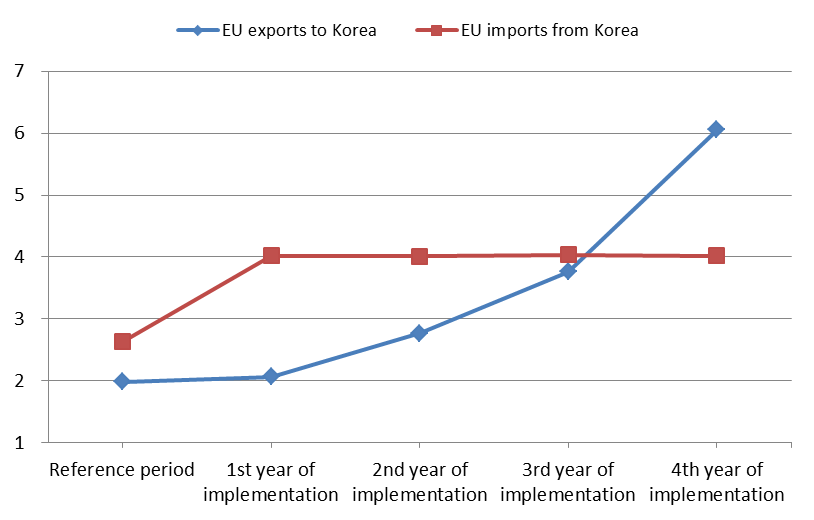 EU exports to Korea EU imports from Korea
7
6
5
4
3
2
1
Reference period 1st year of 2nd year of 3rd year of 4th year of
implementation implementation implementation implementation